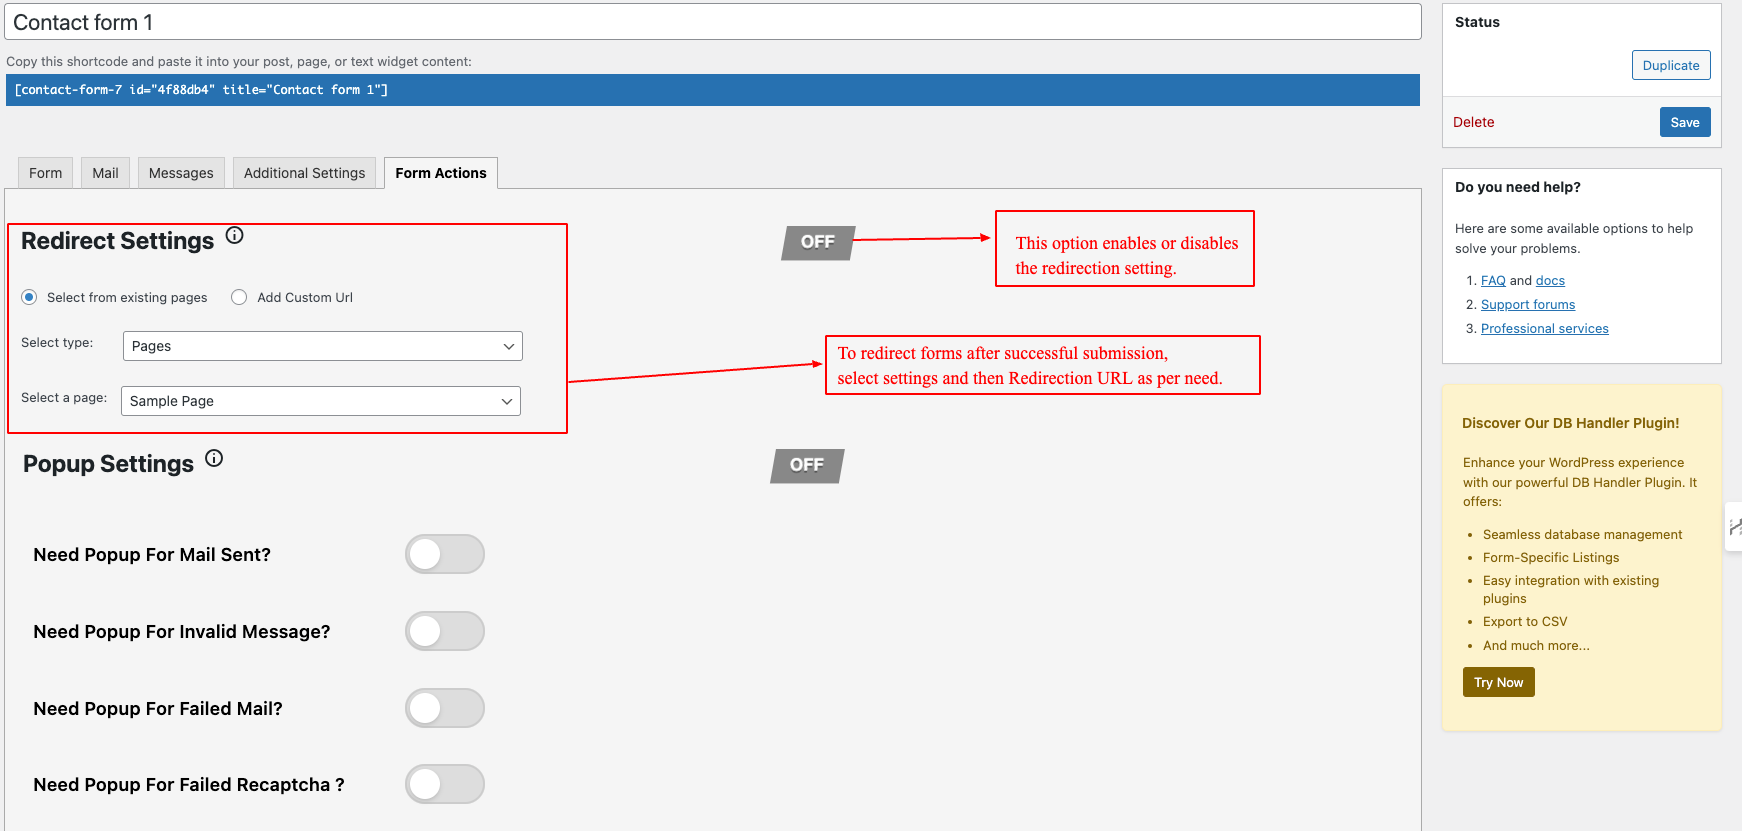 Contact form 1
Copy this shortcode and paste it into your post, page, or text widget content:
[contact-form-7 id="4f88db4" title="Contact form 1"]
Form
Mail
Messages
Additional Settings
Form Actions
Redirect Settings
OFF
This option enables or disables
the redirection setting.
Select from existing pages
Add Custom Url
Select type:
Pages
To redirect forms after successful submission,
select settings and then Redirection URL as per need.
Select a page:
Sample Page
Popup Settings
OFF
Need Popup For Mail Sent?
Need Popup For Invalid Message?
Need Popup For Failed Mail?
Need Popup For Failed Recaptcha ?
Status
Duplicate
Delete
Save
Do you need help?
Here are some available options to help
solve your problems.
1. FAQ and docs
2. Support forums
3. Professional services
Discover Our DB Handler Plugin!
Enhance your WordPress experience
with our powerful DB Handler Plugin. It
offers:
• Seamless database management
• Form-Specific Listings
• Easy integration with existing
plugins
• Export to CSV
• And much more...
Try Now